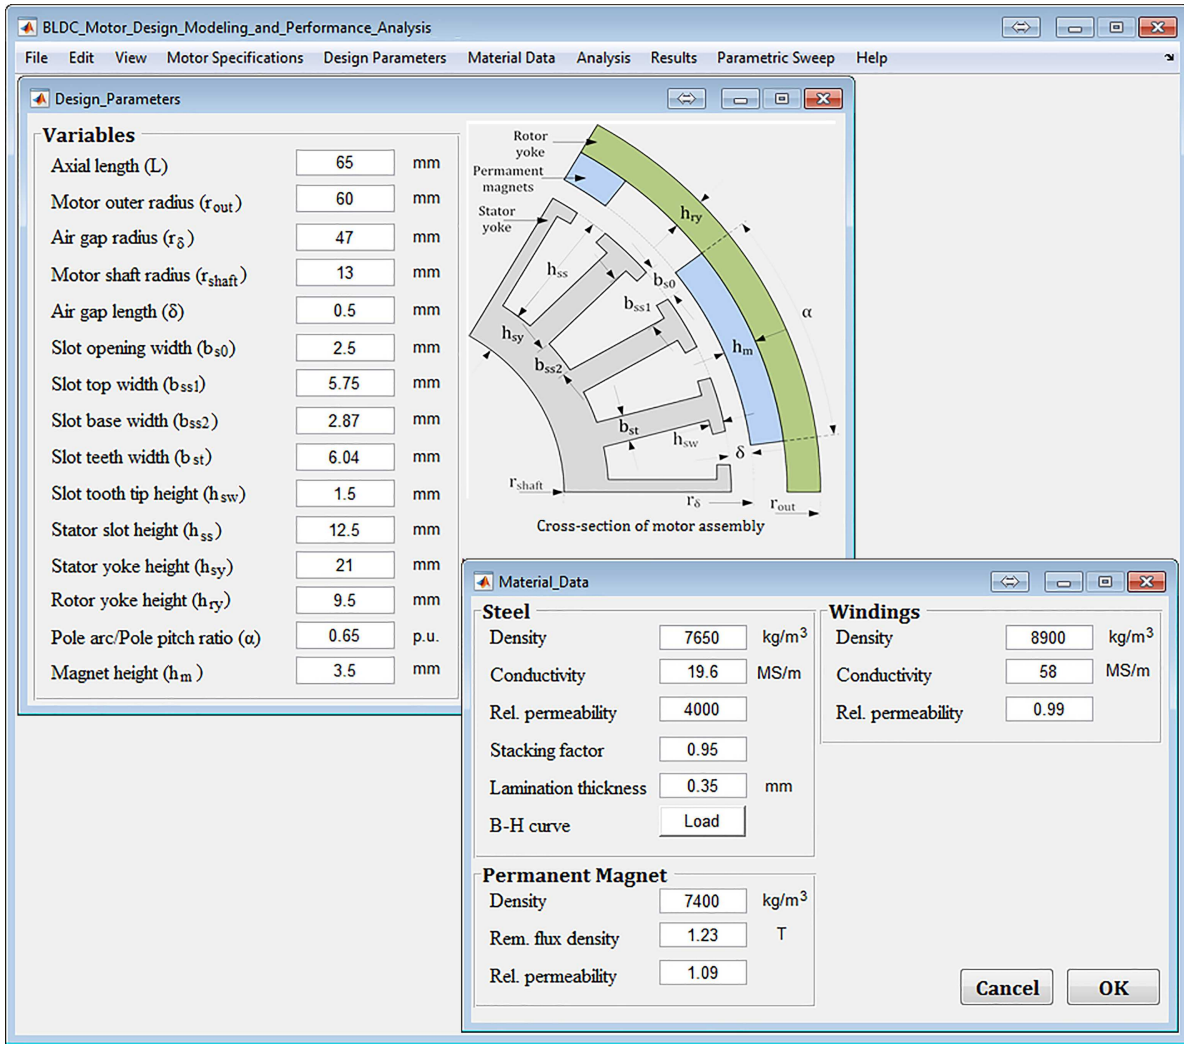 BLDC_Motor_Design_Modeling_and_Performance_Analysis
File Edit View Motor Specifications Design Parameters Material Data Analysis Results Parametric Sweep Help
Design_Parameters
Variables
Axial length (L) 65 mm
Motor outer radius (rout) 60 mm
Air gap radius (rδ) 47 mm
Motor shaft radius (rshaft) 13 mm
Air gap length (δ) 0.5 mm
Slot opening width (bs0) 2.5 mm
Slot top width (bss1) 5.75 mm
Slot base width (bss2) 2.87 mm
Slot teeth width (bst) 6.04 mm
Slot tooth tip height (hsw) 1.5 mm
Stator slot height (hss) 12.5 mm
Stator yoke height (hsy) 21 mm
Rotor yoke height (hry) 9.5 mm
Pole arc/Pole pitch ratio (α) 0.65 p.u.
Magnet height (hm) 3.5 mm
Rotor
yoke
Permament
magnets
Stator
yoke
hry
hss
bs0
bss1
α
hsy
hm
bss2
bst
hsw
δ
rshaft
rδ
rout
Cross-section of motor assembly
Material_Data
Steel
Density 7650 kg/m3
Conductivity 19.6 MS/m
Rel. permeability 4000
Stacking factor 0.95
Lamination thickness 0.35 mm
B-H curve Load
Windings
Density 8900 kg/m3
Conductivity 58 MS/m
Rel. permeability 0.99
Permanent Magnet
Density 7400 kg/m3
Rem. flux density 1.23 T
Rel. permeability 1.09
Cancel OK